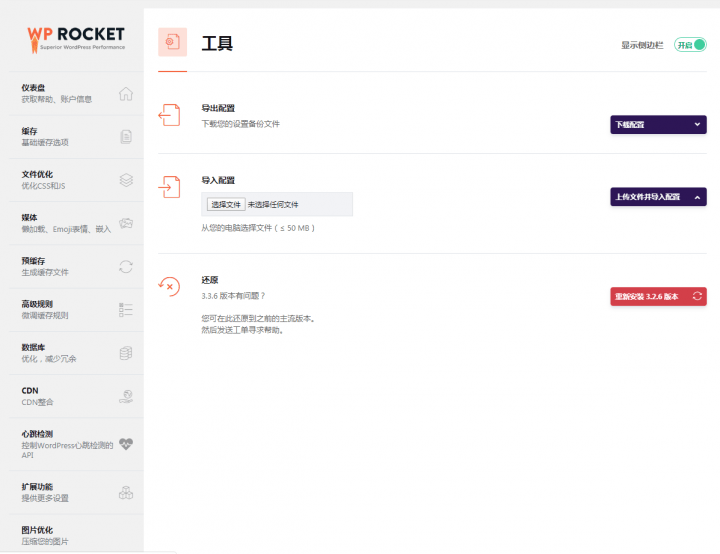 WP ROCKET
Superior WordPress Performance
仪表盘
获取帮助、账户信息
缓存
基础缓存选项
文件优化
优化CSS和JS
媒体
懒加载、Emoji表情、嵌入
预缓存
生成缓存文件
高级规则
微调缓存规则
数据库
优化，减少冗余
CDN
CDN整合
心跳检测
控制WordPress心跳检测的
API
扩展功能
提供更多设置
图片优化
压缩您的图片
工具
显示侧边栏 开启
导出配置
下载您的设置备份文件
下载配置
导入配置
选择文件 未选择任何文件
从您的电脑选择文件（≤ 50 MB）
上传文件并导入配置
还原
3.3.6 版本有问题？
您可在此还原到之前的主流版本。
然后发送工单寻求帮助。
重新安装 3.2.6 版本